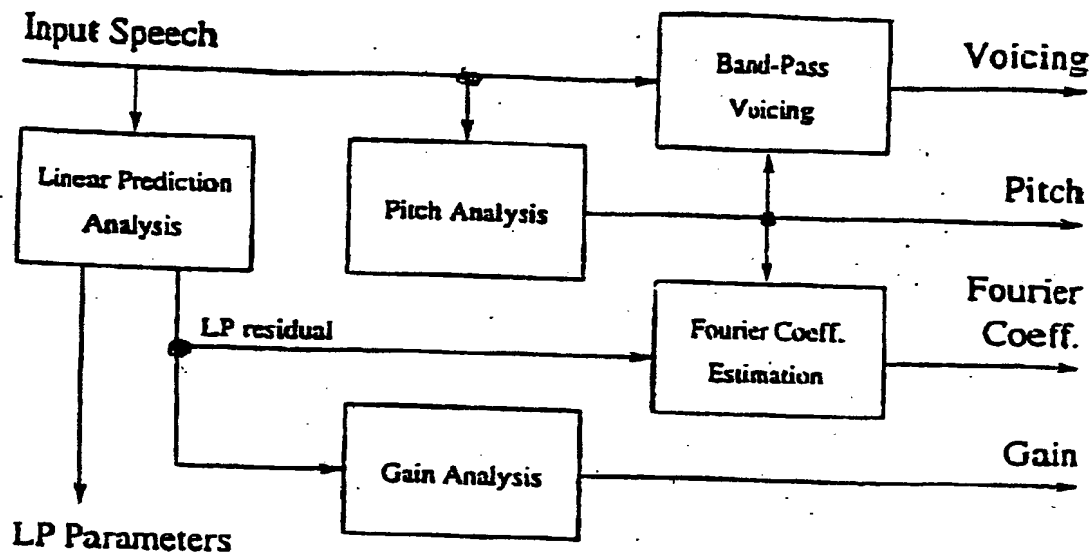 Input Speech
Band-Pass
Voicing
Voicing
Linear Prediction
Analysis
Pitch Analysis
Pitch
LP residual
Fourier Coeff.
Estimation
Fourier
Coeff.
Gain Analysis
Gain
LP Parameters